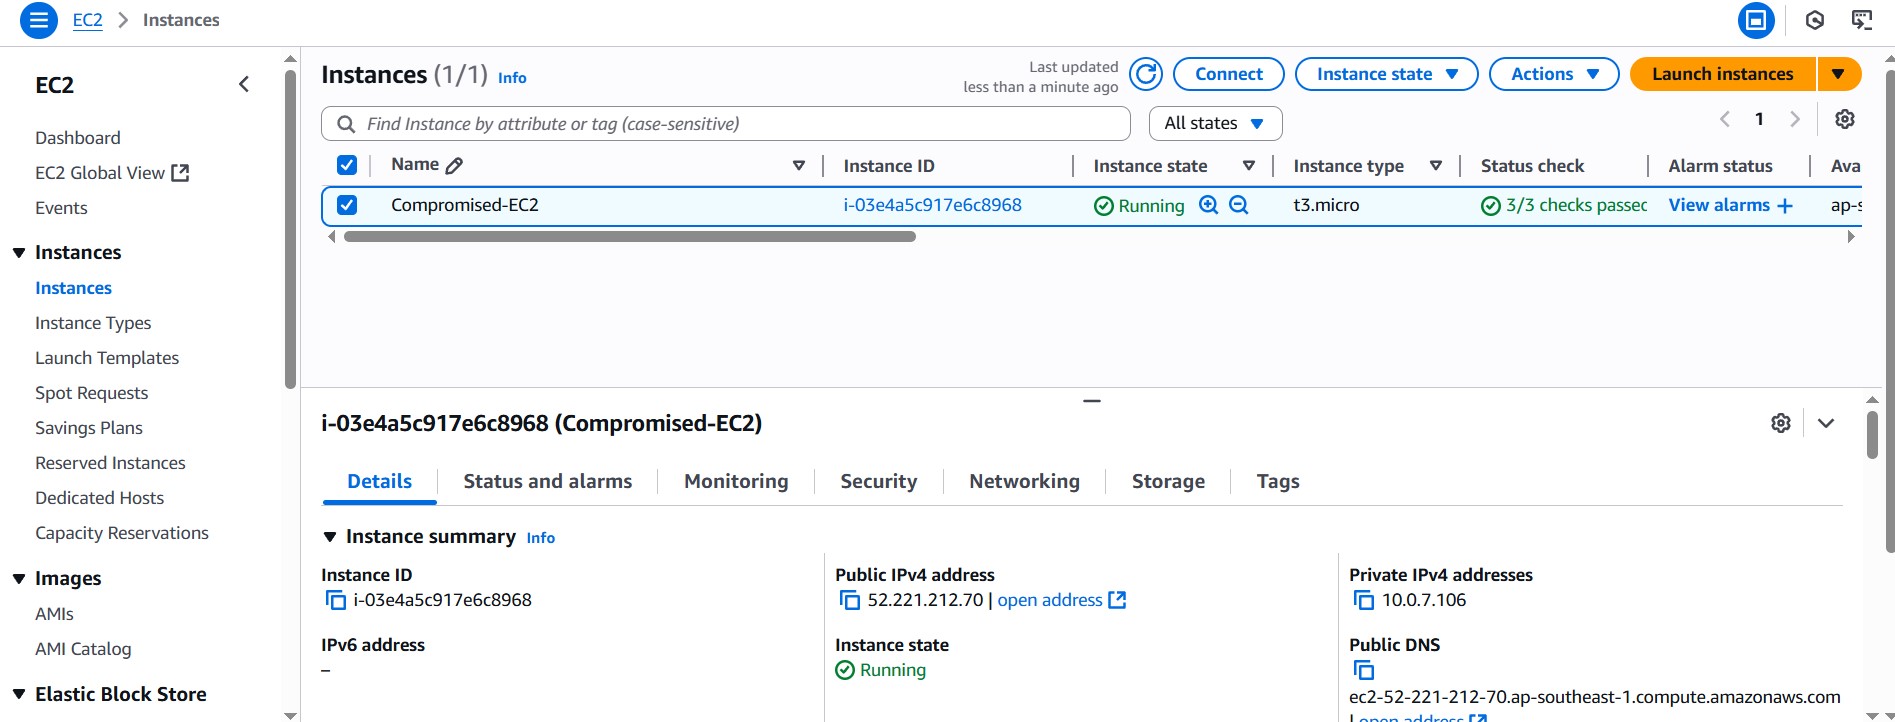 EC2 > Instances
EC2
Dashboard
EC2 Global View
Events
Instances
Instances
Instance Types
Launch Templates
Spot Requests
Savings Plans
Reserved Instances
Dedicated Hosts
Capacity Reservations
Images
AMIs
AMI Catalog
Elastic Block Store
Instances (1/1) Info
Last updated
less than a minute ago
Connect
Instance state
Actions
Launch instances
Find Instance by attribute or tag (case-sensitive)
All states
1
Name Instance ID Instance state Instance type Status check Alarm status Ava
Compromised-EC2 i-03e4a5c917e6c8968 Running t3.micro 3/3 checks passed View alarms + ap-s
i-03e4a5c917e6c8968 (Compromised-EC2)
Details Status and alarms Monitoring Security Networking Storage Tags
Instance summary Info
Instance ID
i-03e4a5c917e6c8968
IPv6 address
–
Public IPv4 address
52.221.212.70 | open address
Instance state
Running
Private IPv4 addresses
10.0.7.106
Public DNS
ec2-52-221-212-70.ap-southeast-1.compute.amazonaws.com
| open address